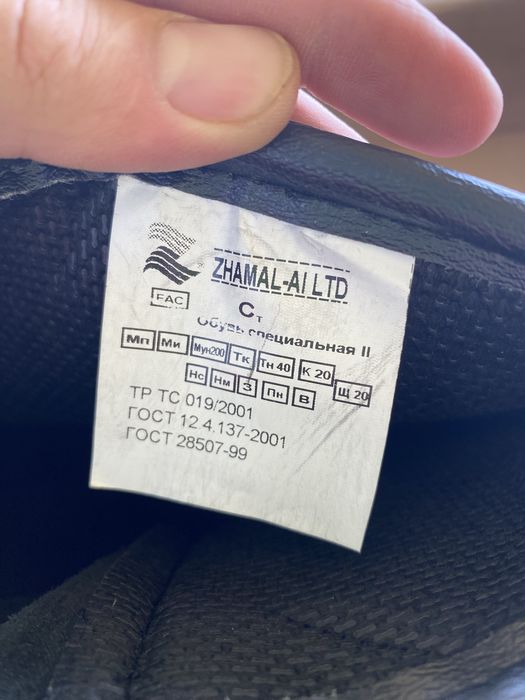 ZHAMAL-AI LTD
EAC
Ст
Обувь специальная II
Мп Ми Мун200 Тк Тн 40 К 20 Щ 20
Нс Нм З Пн В
ТР ТС 019/2001
ГОСТ 12.4.137-2001
ГОСТ 28507-99